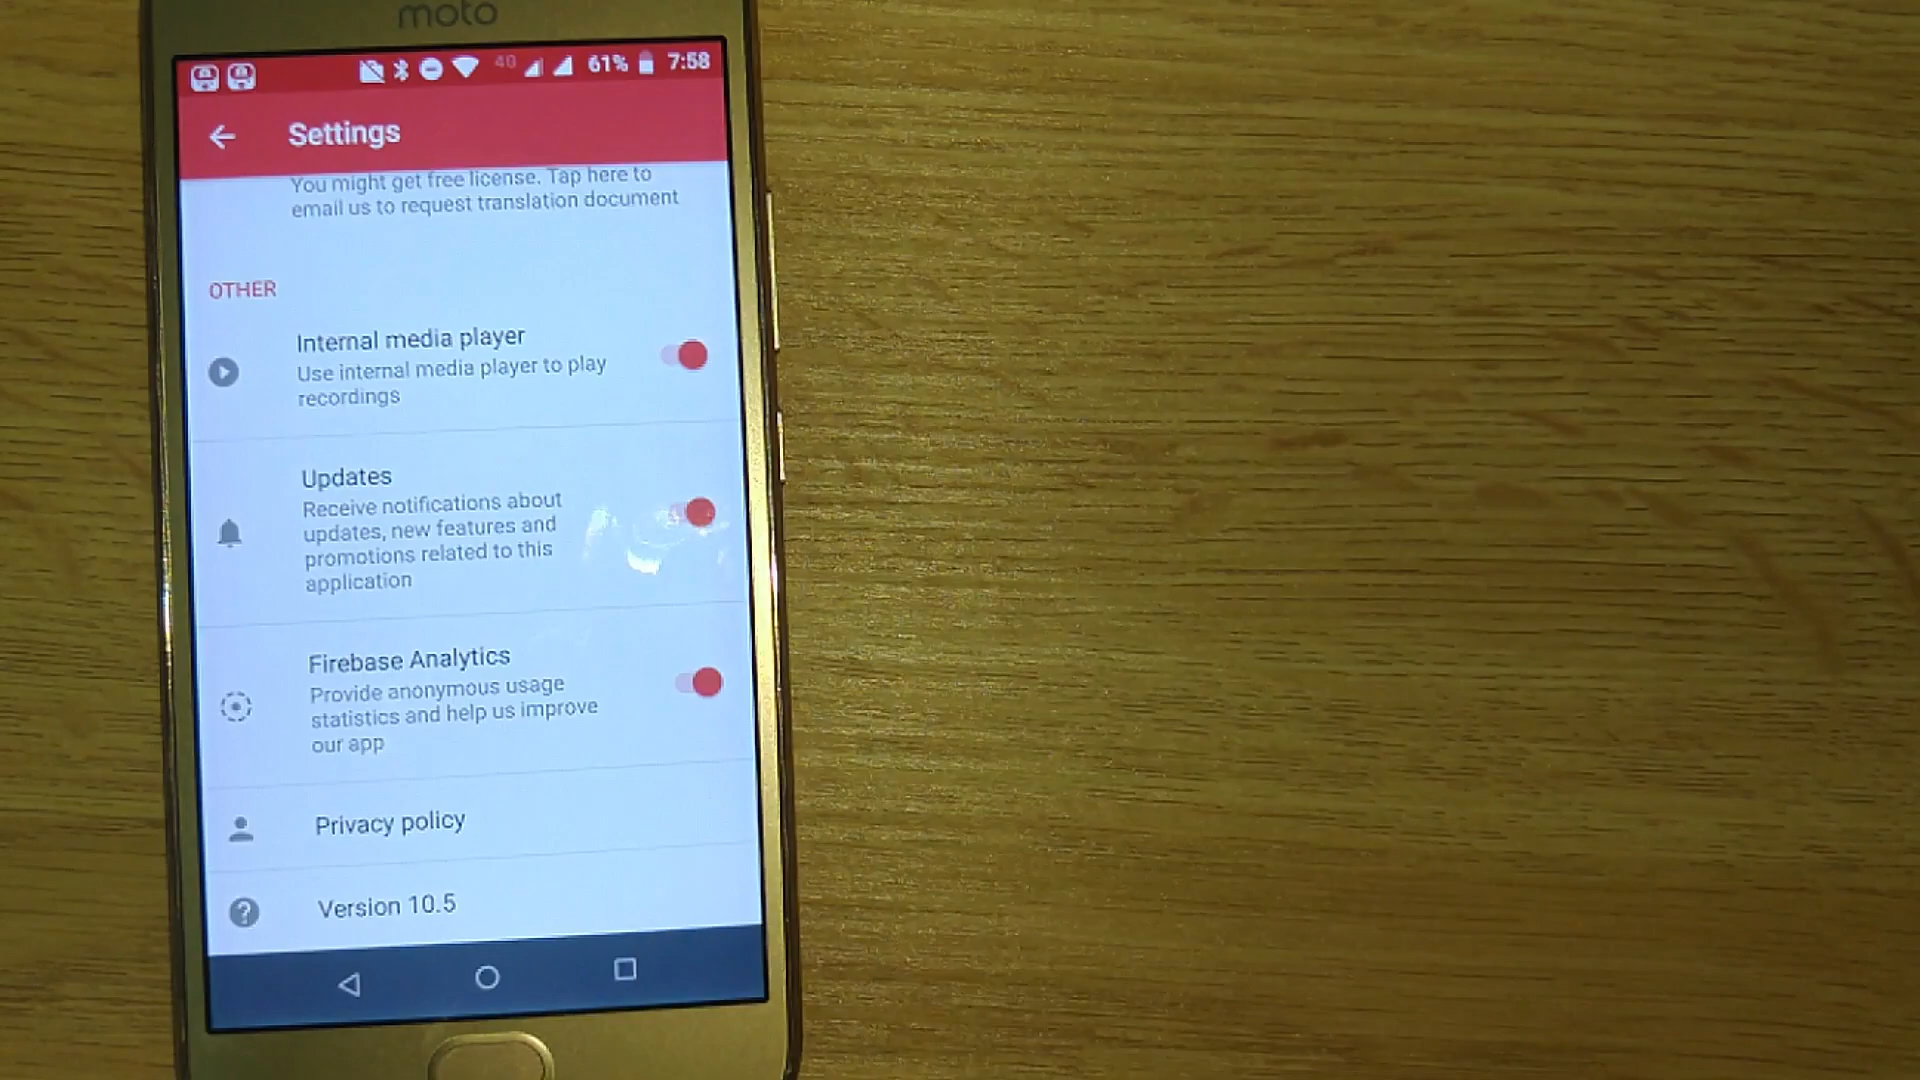 moto
4G 61% 7:58
Settings
You might get free license. Tap here to
email us to request translation document
OTHER
Internal media player
Use internal media player to play
recordings
Updates
Receive notifications about
updates, new features and
promotions related to this
application
Firebase Analytics
Provide anonymous usage
statistics and help us improve
our app
Privacy policy
Version 10.5